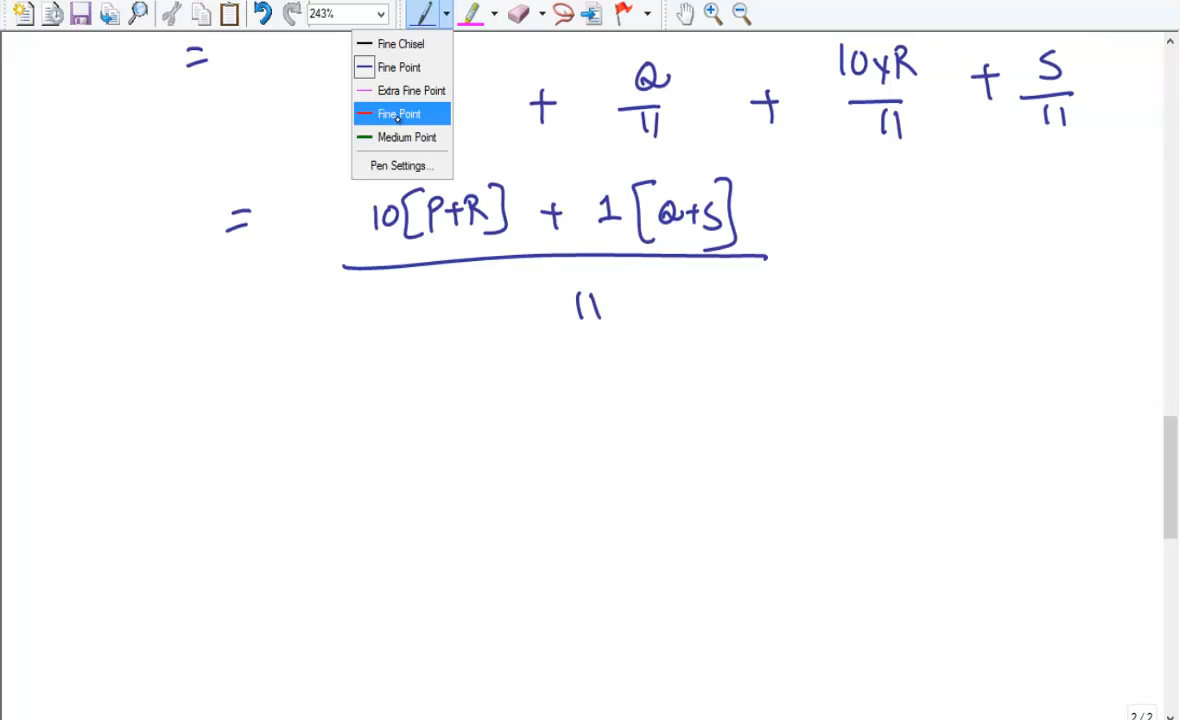 243%
Fine Chisel
Fine Point
Extra Fine Point
Fine Point
Medium Point
Pen Settings...
= + Q/11 + 10xR/11 + S/11
= 10[P+R] + 1[Q+S]
11
2/2